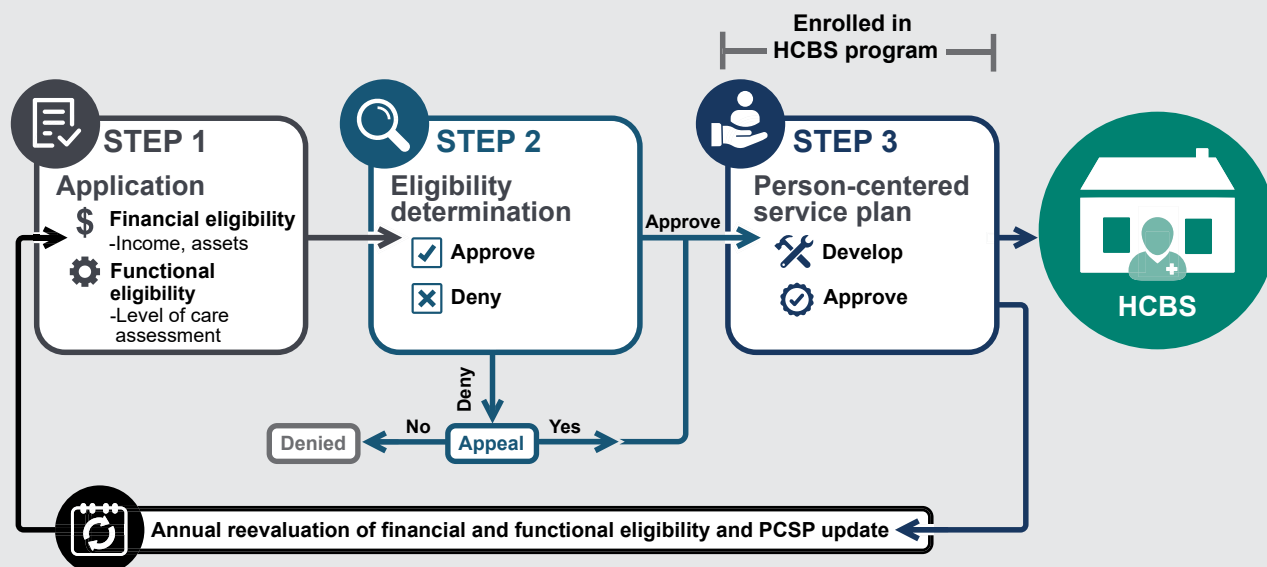 Enrolled in
HCBS program
STEP 1
Application
$ Financial eligibility
-Income, assets
Functional
eligibility
-Level of care
assessment
STEP 2
Eligibility
determination
Approve
Deny
Approve
STEP 3
Person-centered
service plan
Develop
Approve
HCBS
Deny
Denied
No
Appeal
Yes
Annual reevaluation of financial and functional eligibility and PCSP update